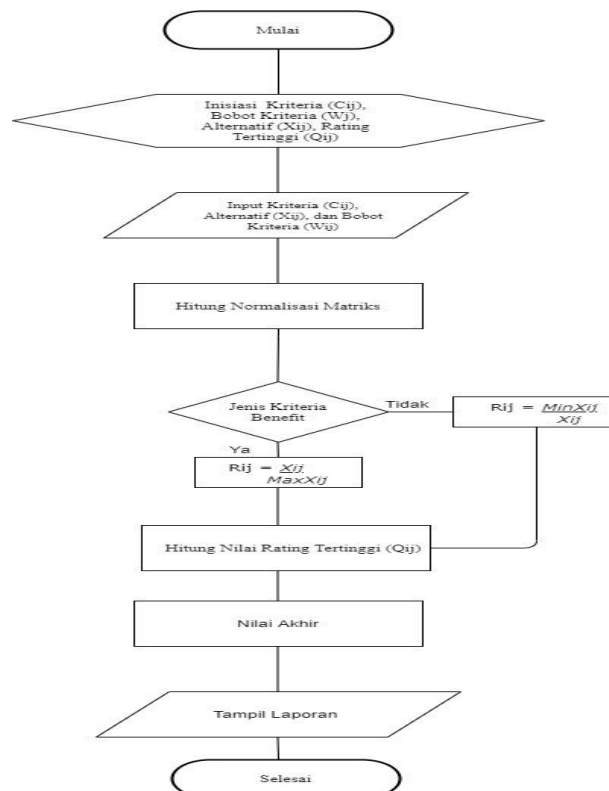 Mulai
Inisiasi Kriteria (Cij),
Bobot Kriteria (Wj),
Alternatif (Xij), Rating
Tertinggi (Qij)
Input Kriteria (Cij),
Alternatif (Xij), dan Bobot
Kriteria (Wij)
Hitung Normalisasi Matriks
Jenis Kriteria
Benefit
Tidak
Rij = MinXij
Xij
Ya
Rij = Xij
MaxXij
Hitung Nilai Rating Tertinggi (Qij)
Nilai Akhir
Tampil Laporan
Selesai